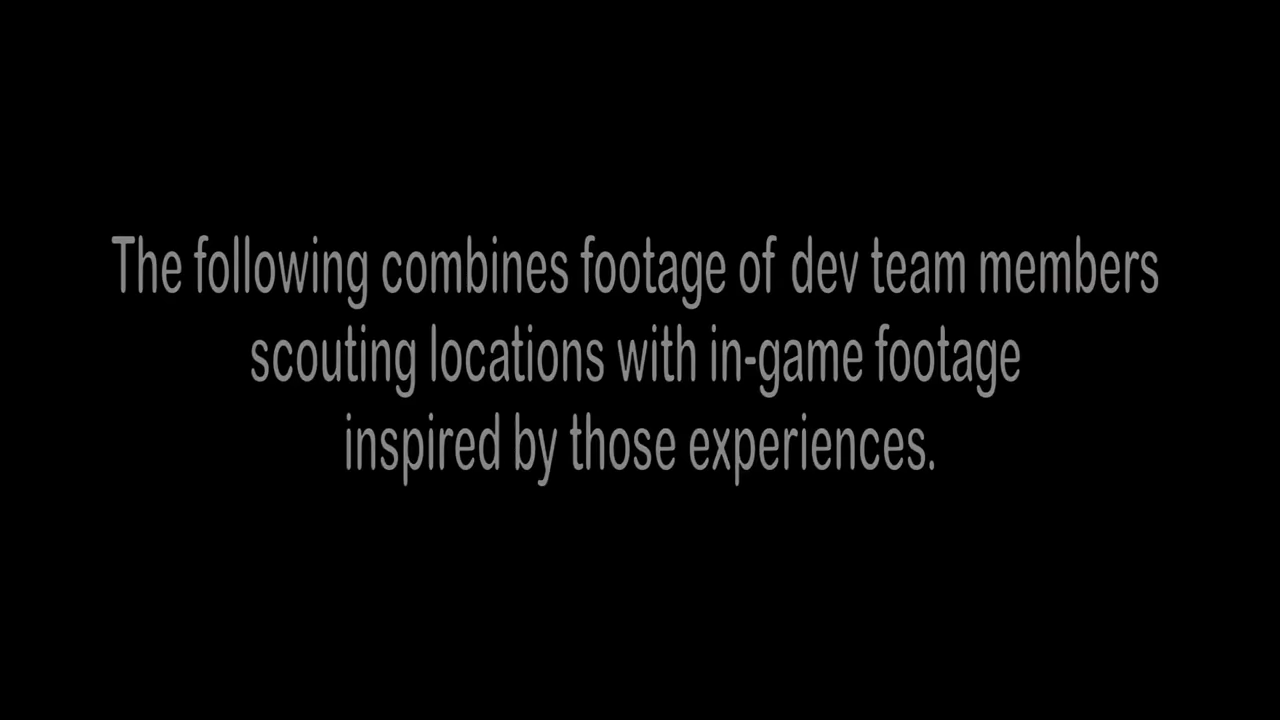 The following combines footage of dev team members
scouting locations with in-game footage
inspired by those experiences.